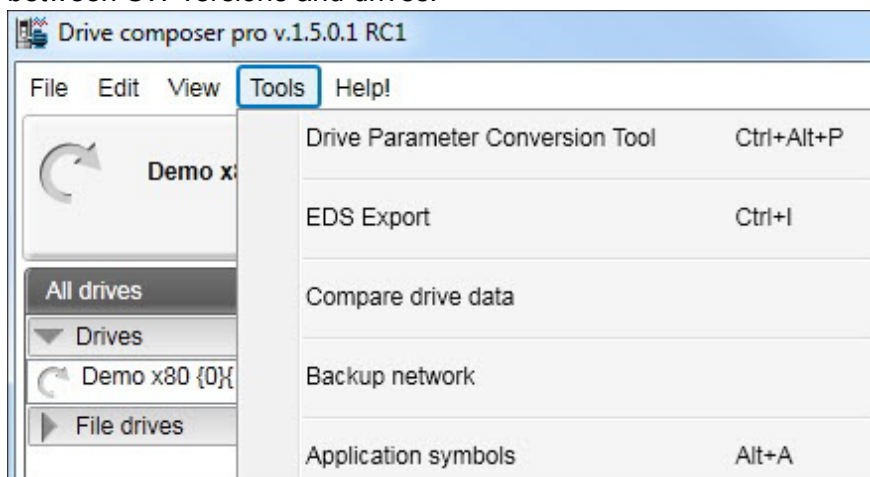 Drive composer pro v.1.5.0.1 RC1
File Edit View Tools Help!
Demo x
Drive Parameter Conversion Tool Ctrl+Alt+P
EDS Export Ctrl+I
All drives
Compare drive data
Drives
Demo x80 {0}{
Backup network
File drives
Application symbols Alt+A